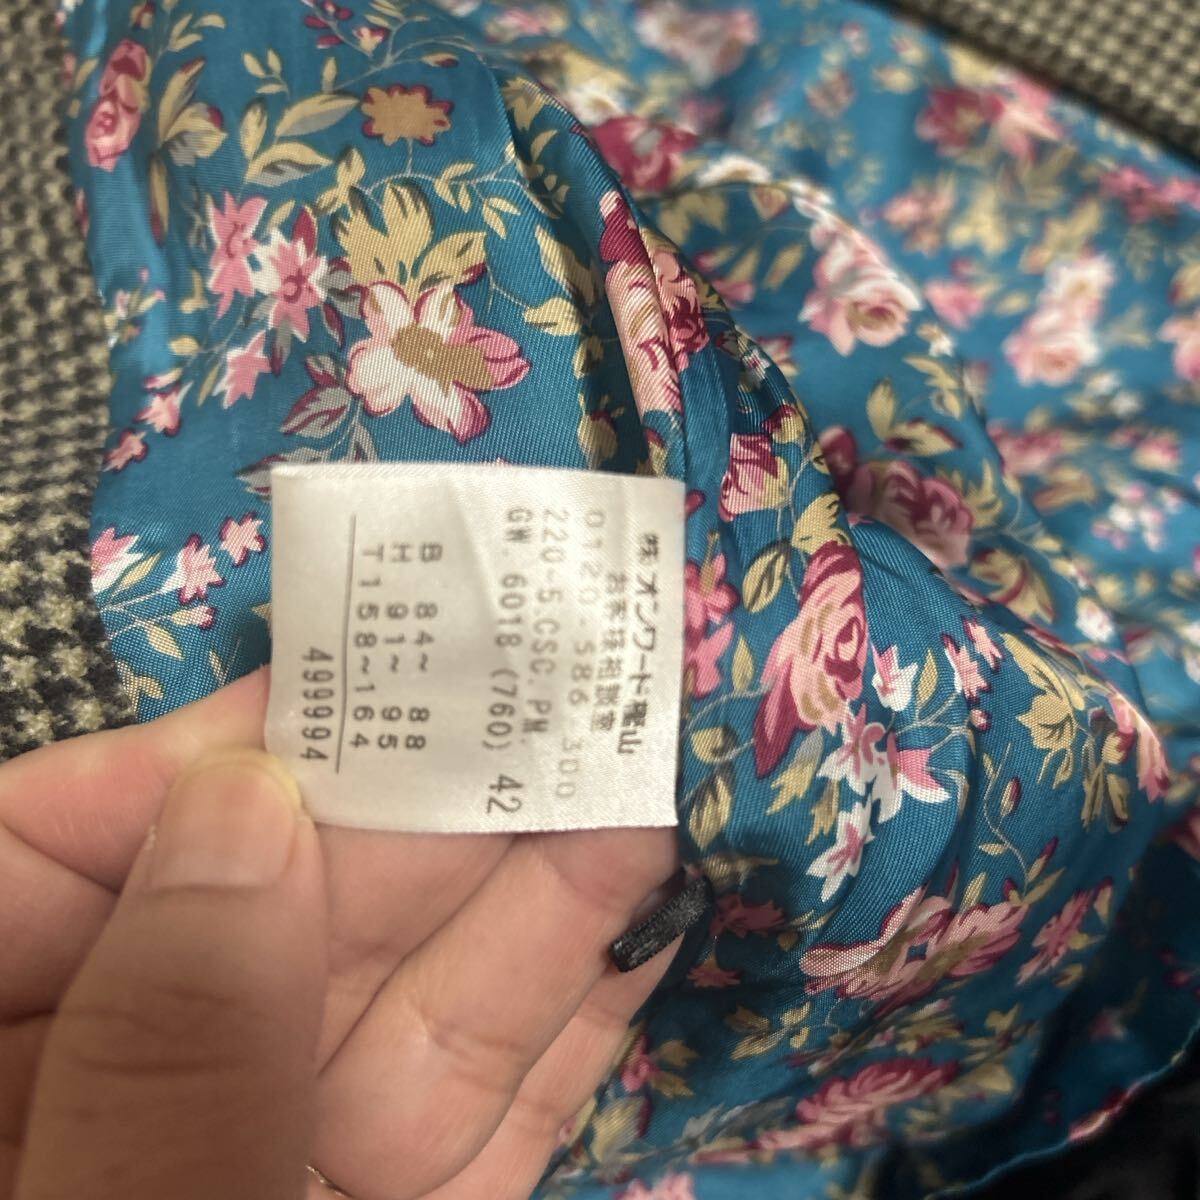 ㈱オンワード樫山
お客様相談室
0120-586-300
220-5.CSC.PM.
GW.6018(760) 42
B 84～ 88
H 91～ 95
T 158～164
499994